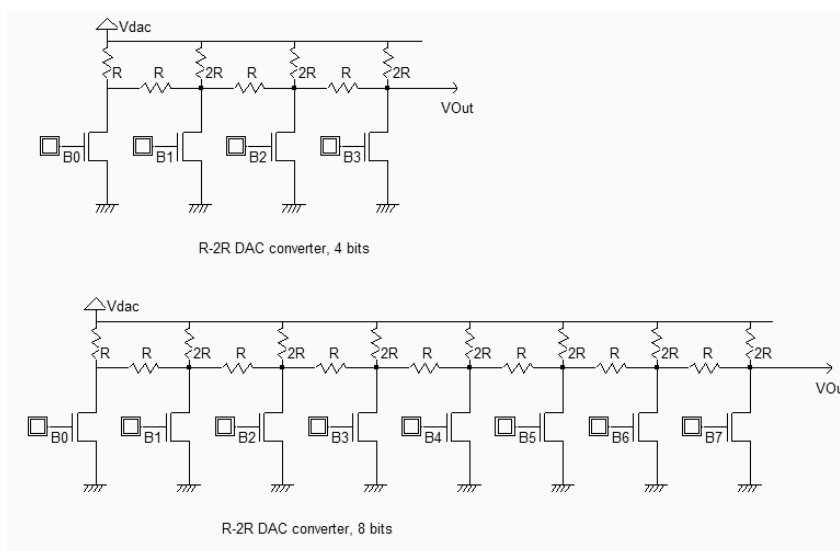 Vdac
R R 2R R 2R R 2R
VOut
B0 B1 B2 B3
R-2R DAC converter, 4 bits
Vdac
R R 2R R 2R R 2R R 2R R 2R R 2R R 2R
VOu
B0 B1 B2 B3 B4 B5 B6 B7
R-2R DAC converter, 8 bits